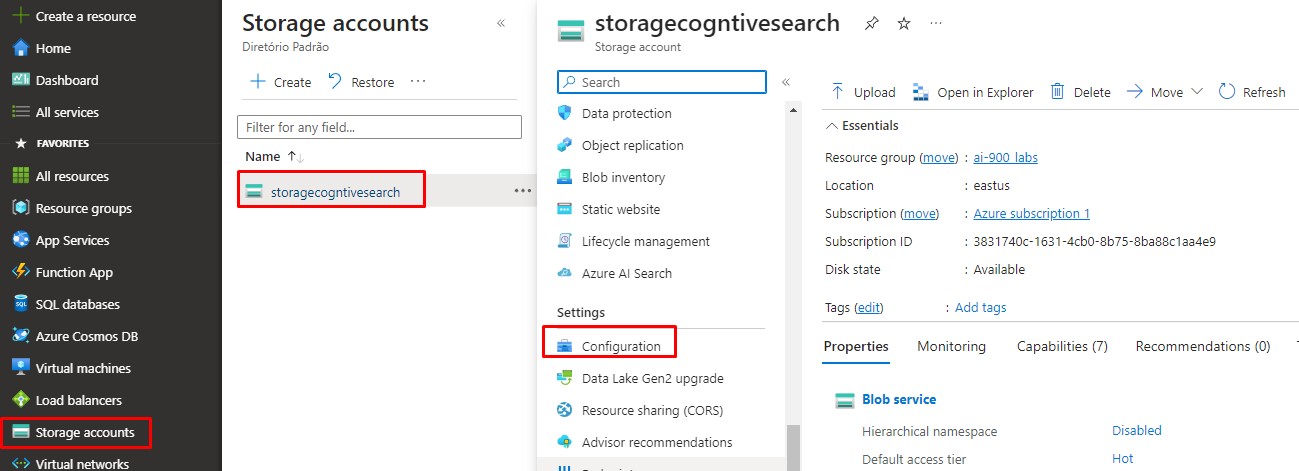 Create a resource
Home
Dashboard
All services
FAVORITES
All resources
Resource groups
App Services
Function App
SQL databases
Azure Cosmos DB
Virtual machines
Load balancers
Storage accounts
Virtual networks
Storage accounts
Diretório Padrão
Create Restore
Filter for any field...
Name
storagecogntivesearch
storagecogntivesearch
Storage account
Search
Data protection
Object replication
Blob inventory
Static website
Lifecycle management
Azure AI Search
Settings
Configuration
Data Lake Gen2 upgrade
Resource sharing (CORS)
Advisor recommendations
Upload Open in Explorer Delete Move Refresh
Essentials
Resource group (move) : ai-900_labs
Location : eastus
Subscription (move) : Azure subscription 1
Subscription ID : 3831740c-1631-4cb0-8b75-8ba88c1aa4e9
Disk state : Available
Tags (edit) : Add tags
Properties Monitoring Capabilities (7) Recommendations (0)
Blob service
Hierarchical namespace Disabled
Default access tier Hot